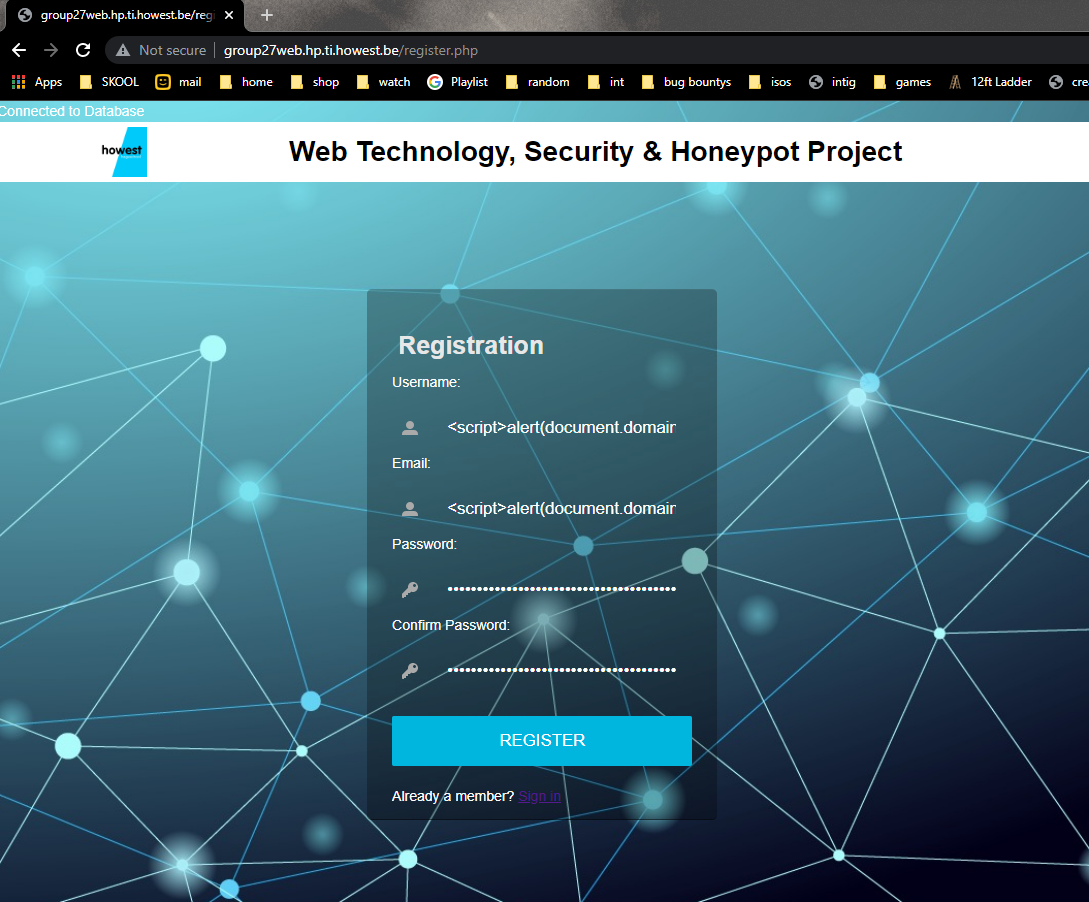 group27web.hp.ti.howest.be/reg
Not secure group27web.hp.ti.howest.be/register.php
Apps SKOOL mail home shop watch Playlist random int bug bountys isos intig games 12ft Ladder cre
Connected to Database
howest
Web Technology, Security & Honeypot Project
Registration
Username:
<script>alert(document.domain
Email:
<script>alert(document.domain
Password:
Confirm Password:
REGISTER
Already a member? Sign in